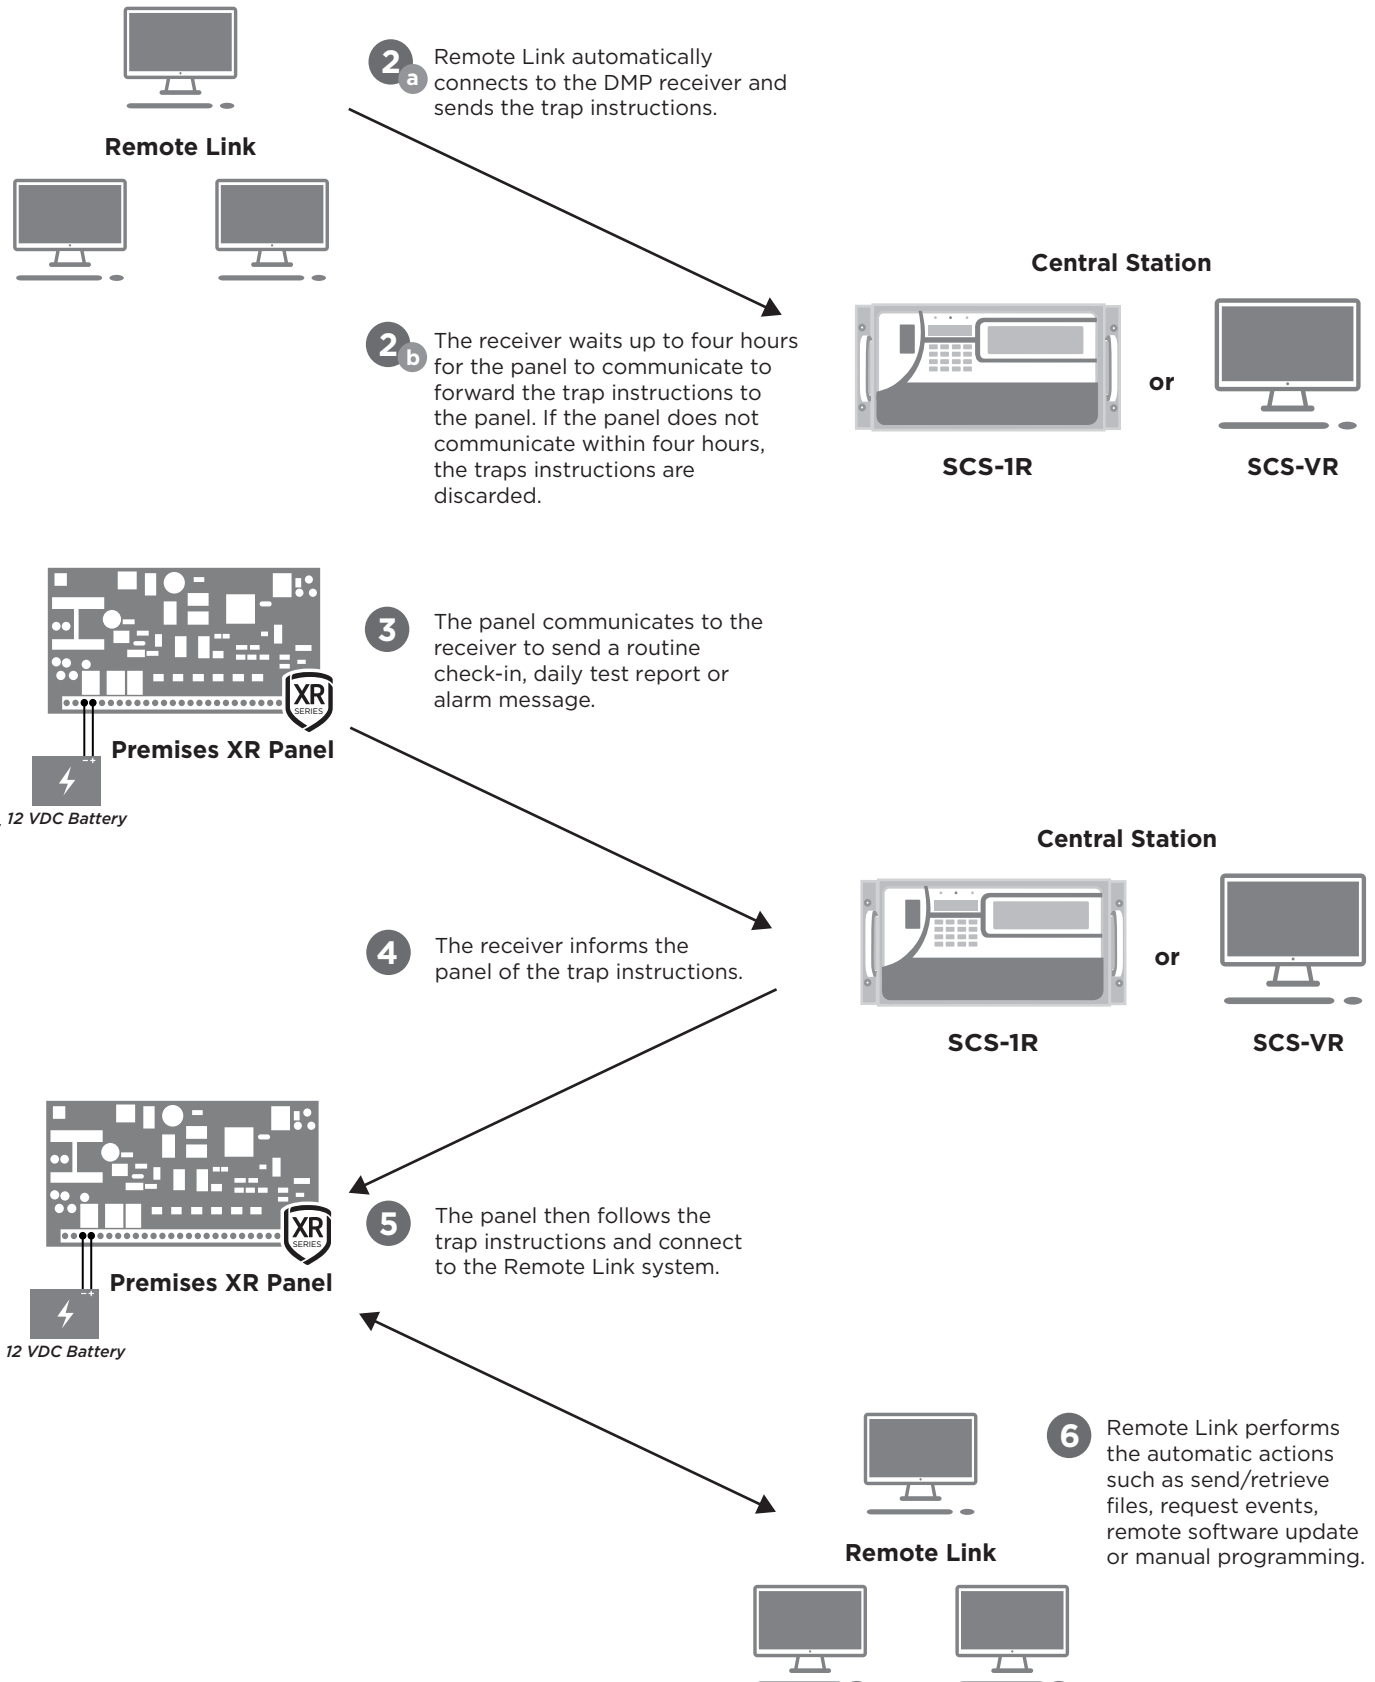 2
a
Remote Link automatically
connects to the DMP receiver and
sends the trap instructions.
Remote Link
Central Station
2
b
The receiver waits up to four hours
for the panel to communicate to
forward the trap instructions to
the panel. If the panel does not
communicate within four hours,
the traps instructions are
discarded.
or
SCS-1R
SCS-VR
3
The panel communicates to the
receiver to send a routine
check-in, daily test report or
alarm message.
XR
SERIES
Premises XR Panel
- +
12 VDC Battery
Central Station
4
The receiver informs the
panel of the trap instructions.
or
SCS-1R
SCS-VR
5
The panel then follows the
trap instructions and connect
to the Remote Link system.
XR
SERIES
Premises XR Panel
- +
12 VDC Battery
6
Remote Link performs
the automatic actions
such as send/retrieve
files, request events,
remote software update
or manual programming.
Remote Link